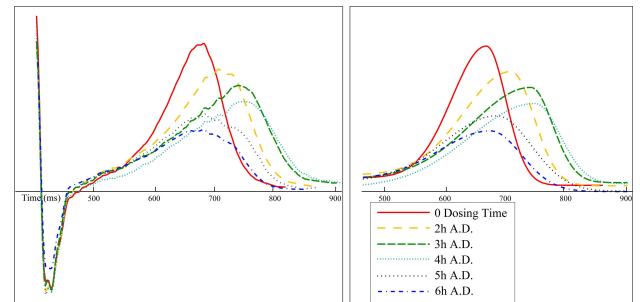 Time (ms) 500 600 700 800 900
500 600 700 800 900
0 Dosing Time
2h A.D.
3h A.D.
4h A.D.
5h A.D.
6h A.D.